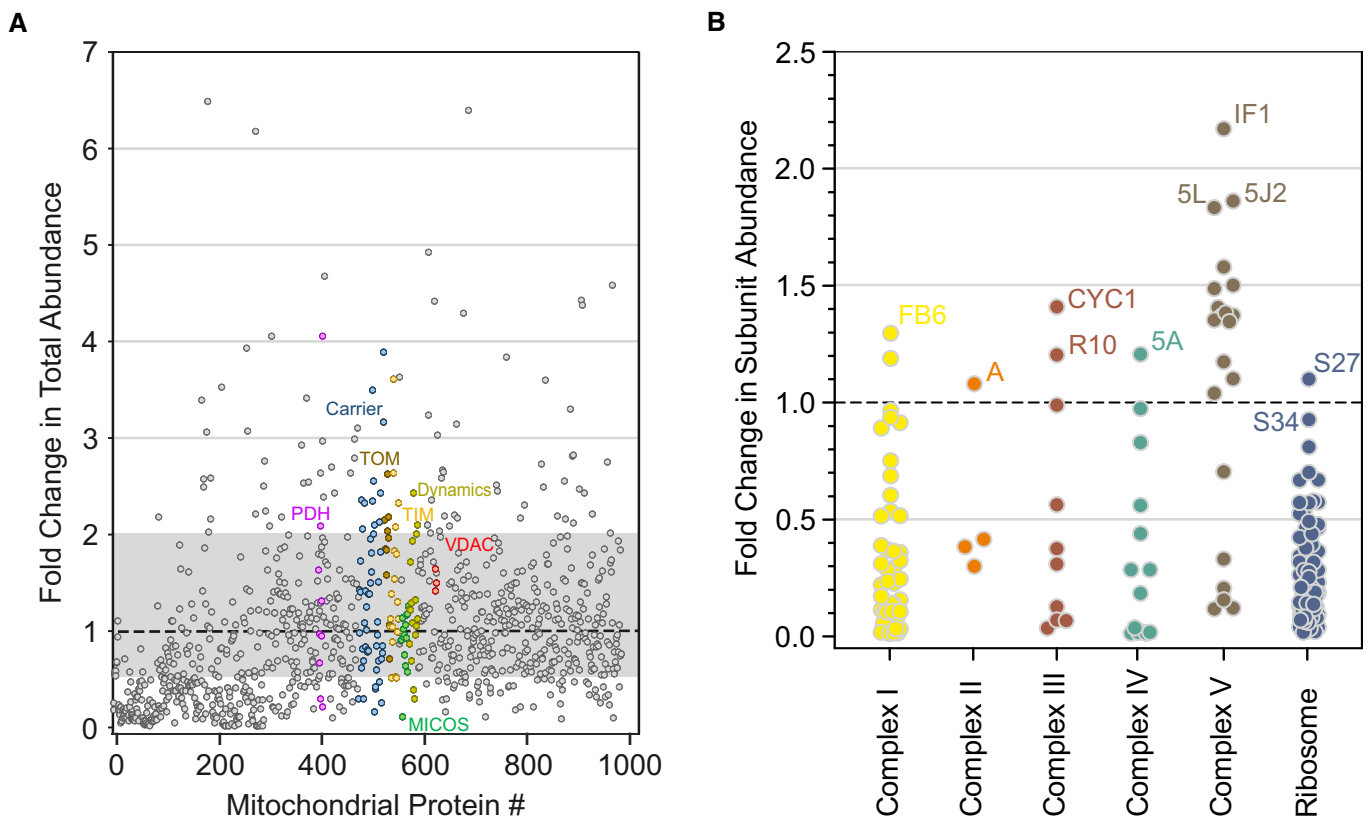 A
Fold Change in Total Abundance
7
6
5
4
3
2
1
0
Carrier
TOM
Dynamics
PDH
TIM
VDAC
MICOS
0 200 400 600 800 1000
Mitochondrial Protein #
B
Fold Change in Subunit Abundance
2.5
2.0
1.5
1.0
0.5
0.0
IF1
5L 5J2
CYC1
FB6
R10
5A
S27
A
S34
Complex I
Complex II
Complex III
Complex IV
Complex V
Ribosome